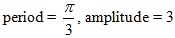 period = π/3, amplitude = 3